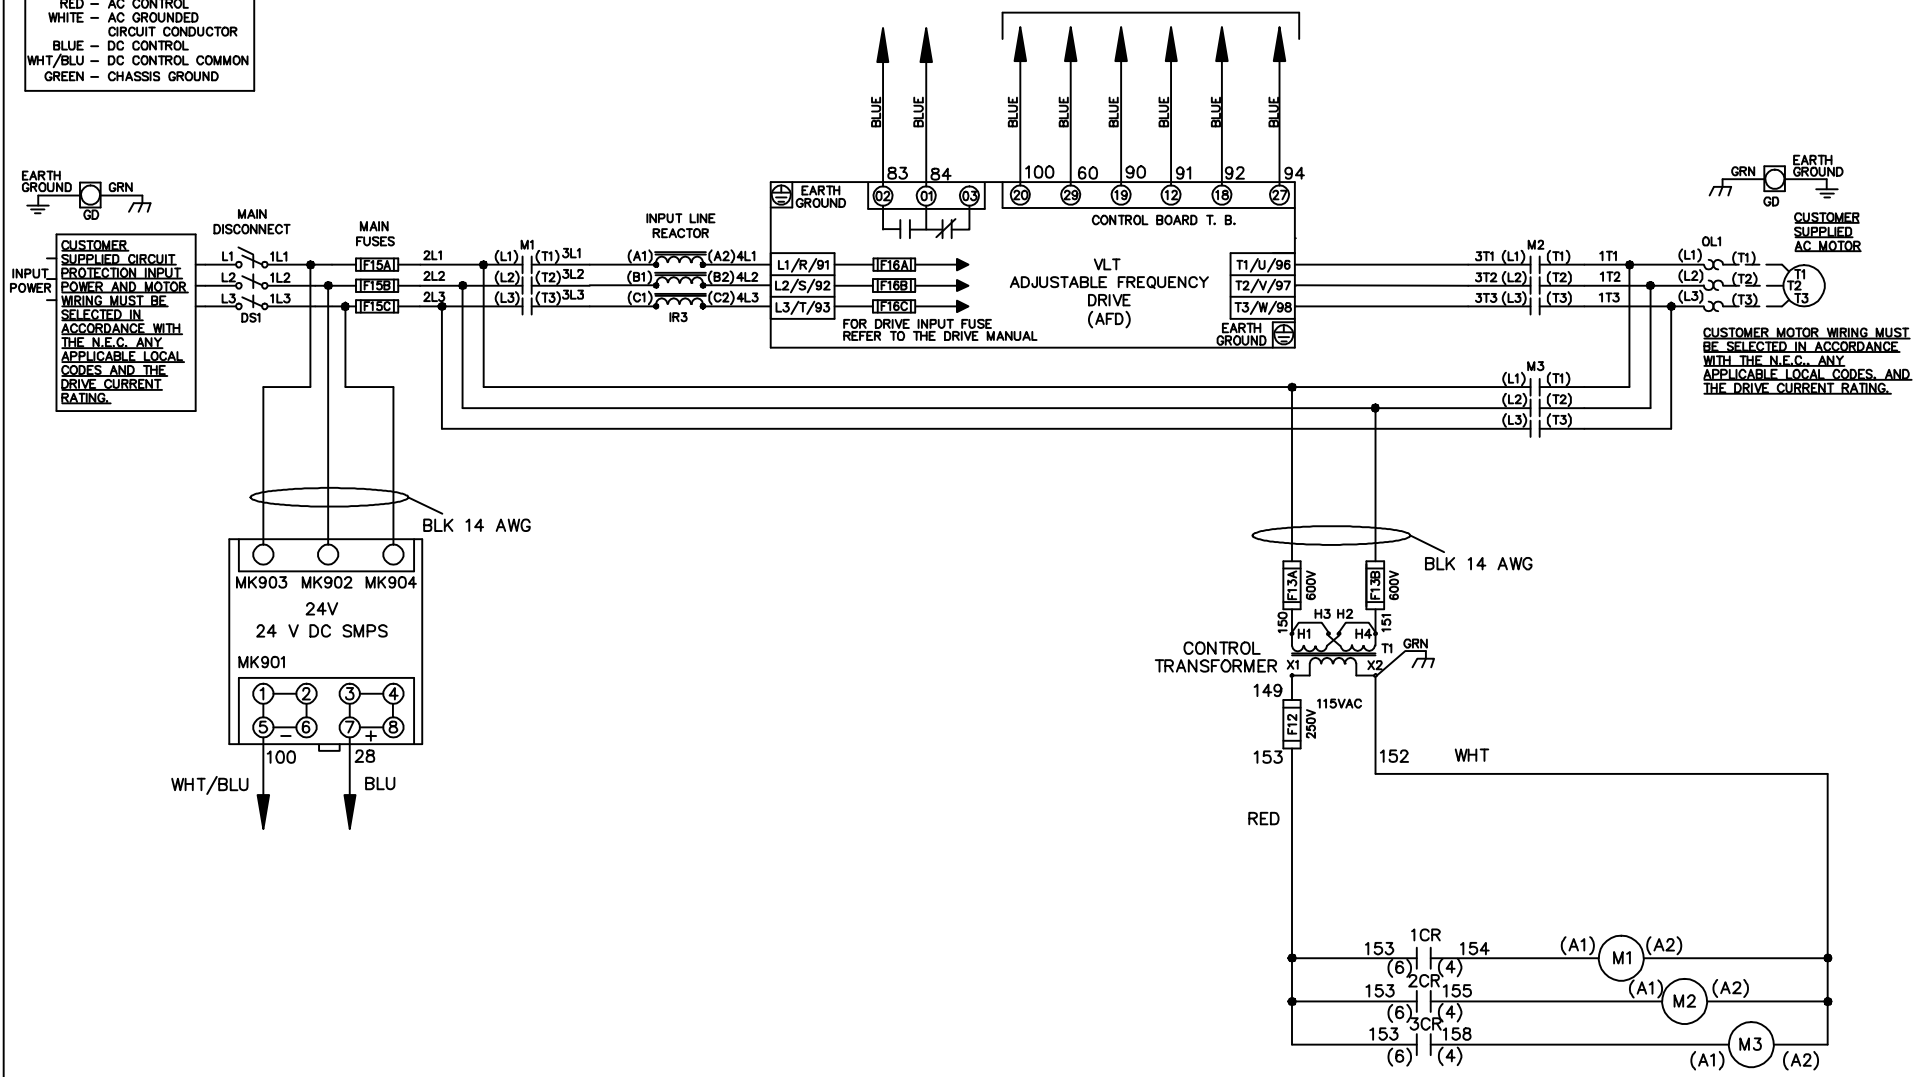 RED – AC CONTROL
WHITE – AC GROUNDED
CIRCUIT CONDUCTOR
BLUE – DC CONTROL
WHT/BLU – DC CONTROL COMMON
GREEN – CHASSIS GROUND
BLUE BLUE BLUE BLUE BLUE BLUE BLUE BLUE
83 84 100 60 90 91 92 94
EARTH GROUND
02 01 03 20 29 19 12 18 27
CONTROL BOARD T. B.
EARTH
GROUND
GRN
GD
GRN
EARTH
GROUND
GD
MAIN
DISCONNECT
MAIN
FUSES
INPUT LINE
REACTOR
CUSTOMER
SUPPLIED
AC MOTOR
INPUT
POWER
CUSTOMER
SUPPLIED CIRCUIT
PROTECTION INPUT
POWER AND MOTOR
WIRING MUST BE
SELECTED IN
ACCORDANCE WITH
THE N.E.C. ANY
APPLICABLE LOCAL
CODES AND THE
DRIVE CURRENT
RATING.
L1 1L1 F15A 2L1 (L1) M1 (T1) 3L1 (A1) (A2) 4L1 L1/R/91 F16A
L2 1L2 F15B 2L2 (L2) (T2) 3L2 (B1) (B2) 4L2 L2/S/92 F16B
L3 1L3 F15C 2L3 (L3) (T3) 3L3 (C1) (C2) 4L3 L3/T/93 F16C
DS1
IR3
VLT
ADJUSTABLE FREQUENCY
DRIVE
(AFD)
FOR DRIVE INPUT FUSE
REFER TO THE DRIVE MANUAL
T1/U/96 3T1 (L1) M2 (T1) 1T1 (L1) OL1 (T1) T1
T2/V/97 3T2 (L2) (T2) 1T2 (L2) (T2) T2
T3/W/98 3T3 (L3) (T3) 1T3 (L3) (T3) T3
EARTH
GROUND
CUSTOMER MOTOR WIRING MUST
BE SELECTED IN ACCORDANCE
WITH THE N.E.C., ANY
APPLICABLE LOCAL CODES, AND
THE DRIVE CURRENT RATING.
M3
(L1) (T1)
(L2) (T2)
(L3) (T3)
BLK 14 AWG
MK903 MK902 MK904
24V
24 V DC SMPS
MK901
1 2 3 4
5 – 6 7 + 8
100 28
WHT/BLU BLU
BLK 14 AWG
F13A 600V F13B 600V
150 H3 H2 151
H1 H4
CONTROL
TRANSFORMER
T1 GRN
X1 X2
149
115VAC
F12 250V
153 152 WHT
RED
1CR
153 154 (A1) M1 (A2)
(6) (4)
2CR
153 155 (A1) M2 (A2)
(6) (4)
3CR
153 158 M3
(6) (4) (A1) (A2)